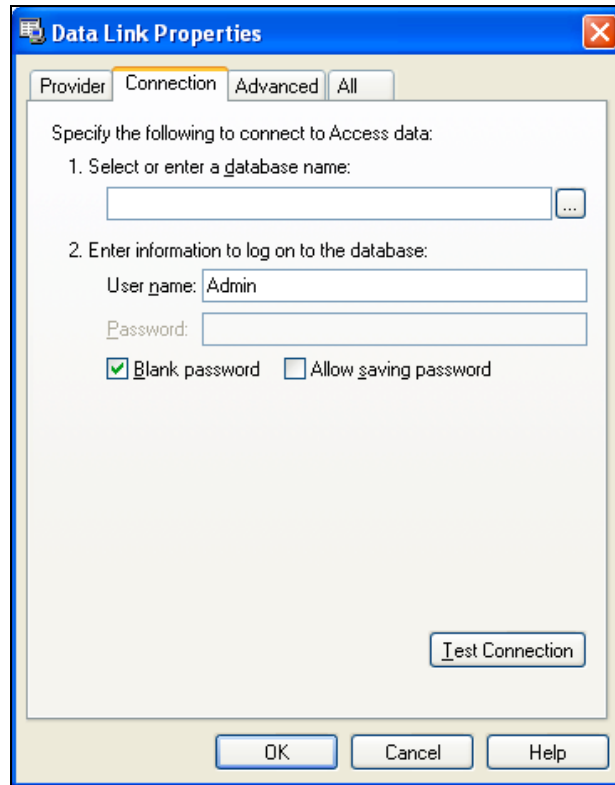 Data Link Properties
Provider Connection Advanced All
Specify the following to connect to Access data:
1. Select or enter a database name:
...
2. Enter information to log on to the database:
User name: Admin
Password:
Blank password Allow saving password
Test Connection
OK Cancel Help